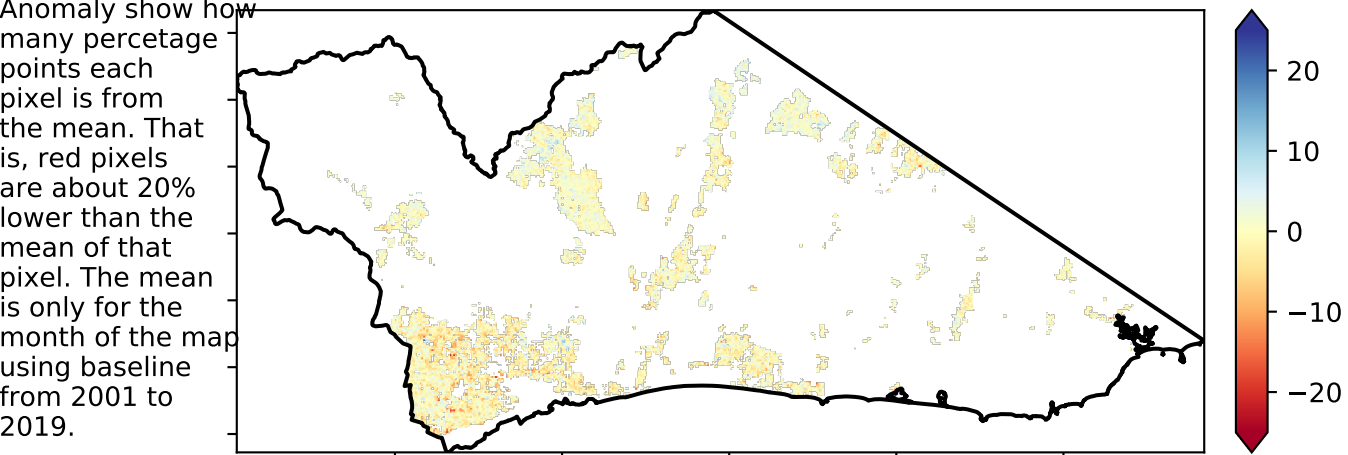 Anomaly show how
many percetage
points each
pixel is from
the mean. That
is, red pixels
are about 20%
lower than the
mean of that
pixel. The mean
is only for the
month of the map
using baseline
from 2001 to
2019.
20
10
0
−10
−20